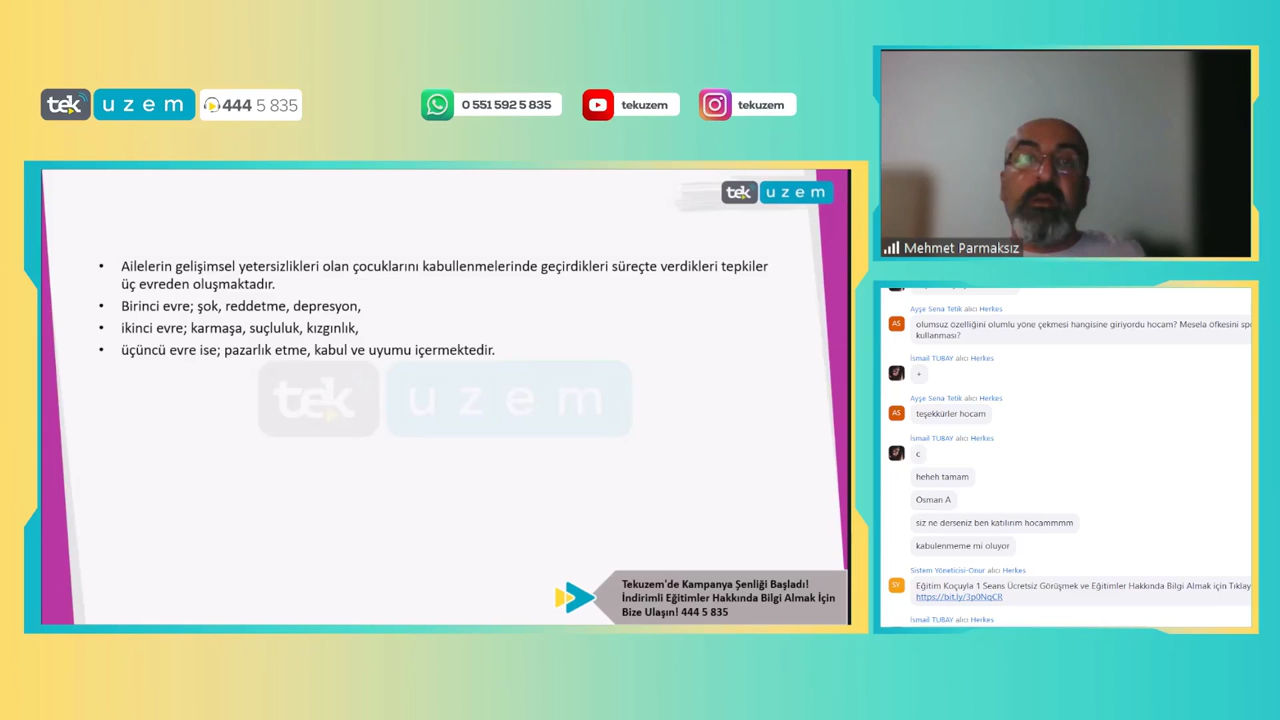 tek uzem 444 5 835
0 551 592 5 835
tekuzem
tekuzem
tek uzem
• Ailelerin gelişimsel yetersizlikleri olan çocuklarını kabullenmelerinde geçirdikleri süreçte verdikleri tepkiler
üç evreden oluşmaktadır.
• Birinci evre; şok, reddetme, depresyon,
• ikinci evre; karmaşa, suçluluk, kızgınlık,
• üçüncü evre ise; pazarlık etme, kabul ve uyumu içermektedir.
tek uzem
Tekuzem'de Kampanya Şenliği Başladı!
İndirimli Eğitimler Hakkında Bilgi Almak İçin
Bize Ulaşın! 444 5 835
Mehmet Parmaksız
Ayşe Sena Tetik alıcı Herkes
AS
olumsuz özelliğini olumlu yöne çekmesi hangisine giriyordu hocam? Mesela öfkesini
kullanması?
İsmail TUBAY alıcı Herkes
+
Ayşe Sena Tetik alıcı Herkes
AS
teşekkürler hocam
İsmail TUBAY alıcı Herkes
c
heheh tamam
Osman A
siz ne derseniz ben katılırım hocammmm
kabulenmeme mi oluyor
Sistem Yöneticisi-Onur alıcı Herkes
SY
Eğitim Koçuyla 1 Seans Ücretsiz Görüşmek ve Eğitimler Hakkında Bilgi Almak için
https://bit.ly/3p0NqCR
İsmail TUBAY alıcı Herkes